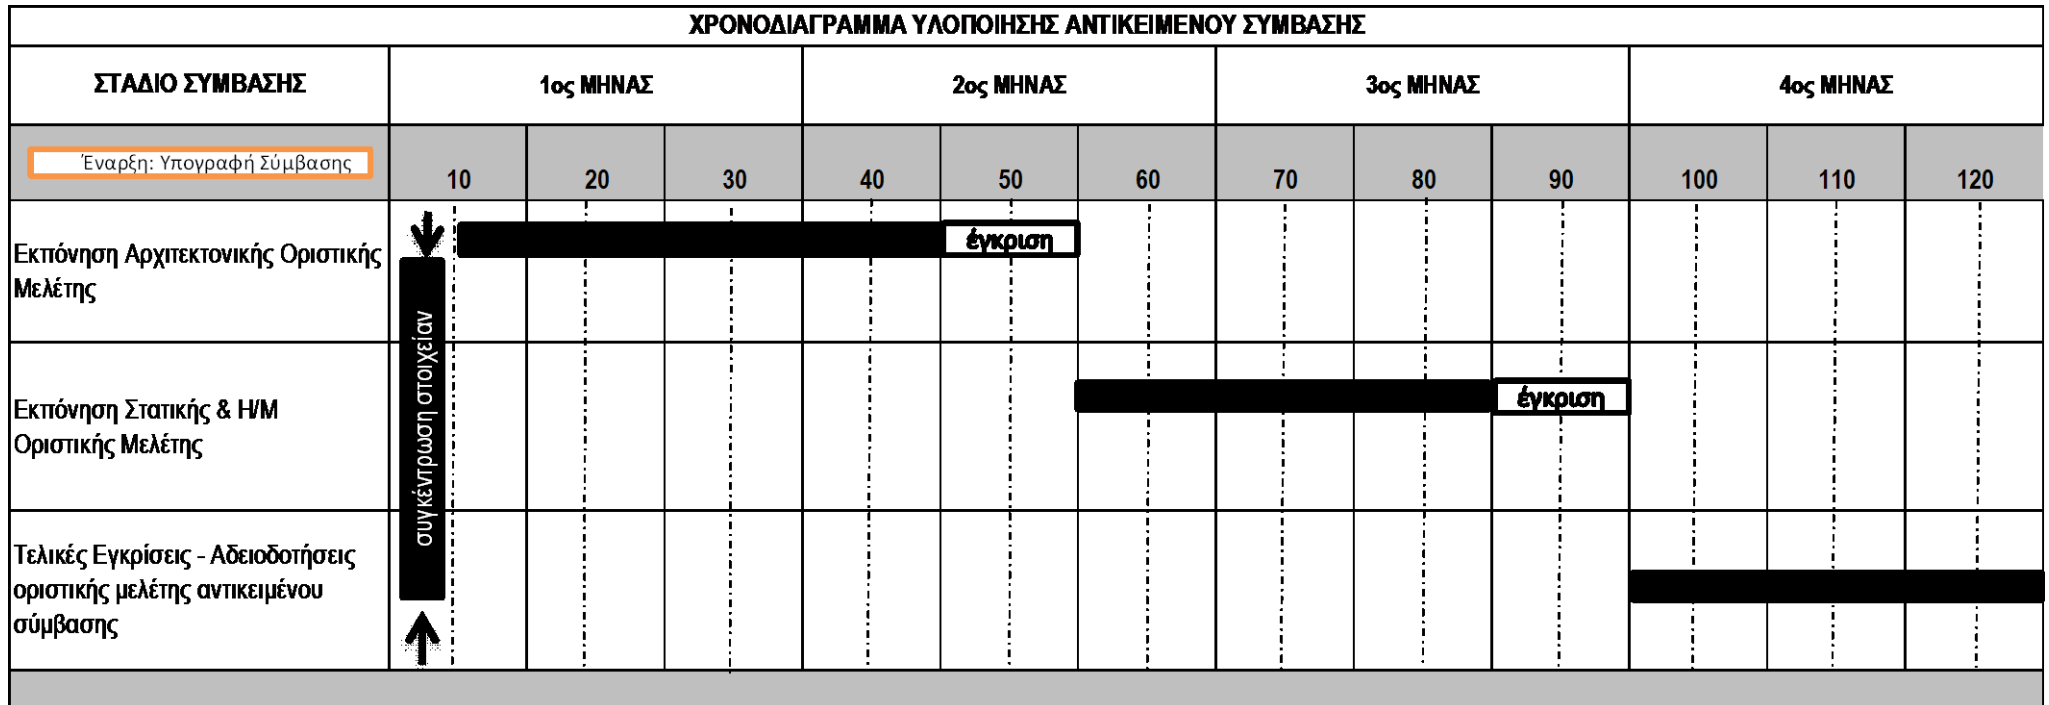 ΧΡΟΝΟΔΙΑΓΡΑΜΜΑ ΥΛΟΠΟΙΗΣΗΣ ΑΝΤΙΚΕΙΜΕΝΟΥ ΣΥΜΒΑΣΗΣ
ΣΤΑΔΙΟ ΣΥΜΒΑΣΗΣ 1ος ΜΗΝΑΣ 2ος ΜΗΝΑΣ 3ος ΜΗΝΑΣ 4ος ΜΗΝΑΣ
Έναρξη: Υπογραφή Σύμβασης
10 20 30 40 50 60 70 80 90 100 110 120
Εκπόνηση Αρχιτεκτονικής Οριστικής
Μελέτης
έγκριση
συγκέντρωση στοιχείαν
Εκπόνηση Στατικής & Η/Μ
Οριστικής Μελέτης
έγκριση
Τελικές Εγκρίσεις - Αδειοδοτήσεις
οριστικής μελέτης αντικειμένου
σύμβασης